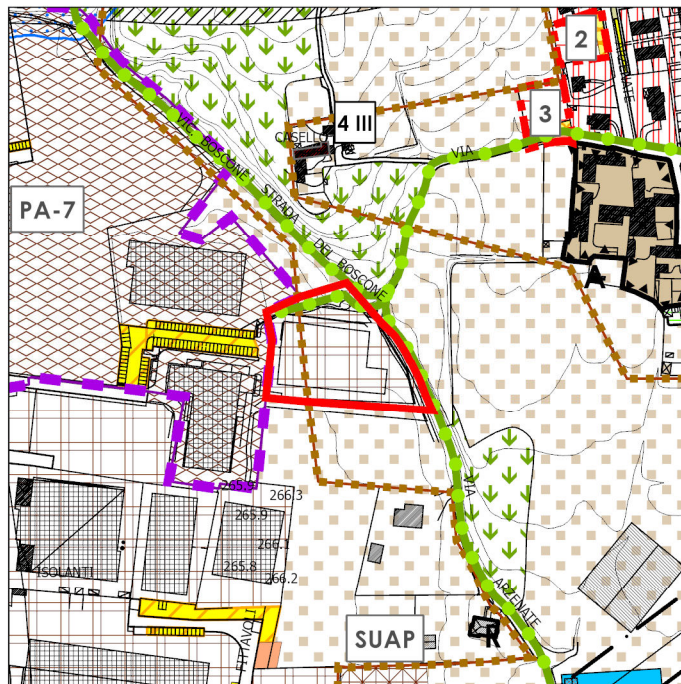 2
3
4 III
CASELLO
VIA
VIC. BOSCONE
STRADA
DEL BOSCONE
PA-7
A
265.9
266.3
265.9
266.1
265.8
266.2
ISOLANTI
VIA
ARZENATE
FITTAVOLI
SUAP
R